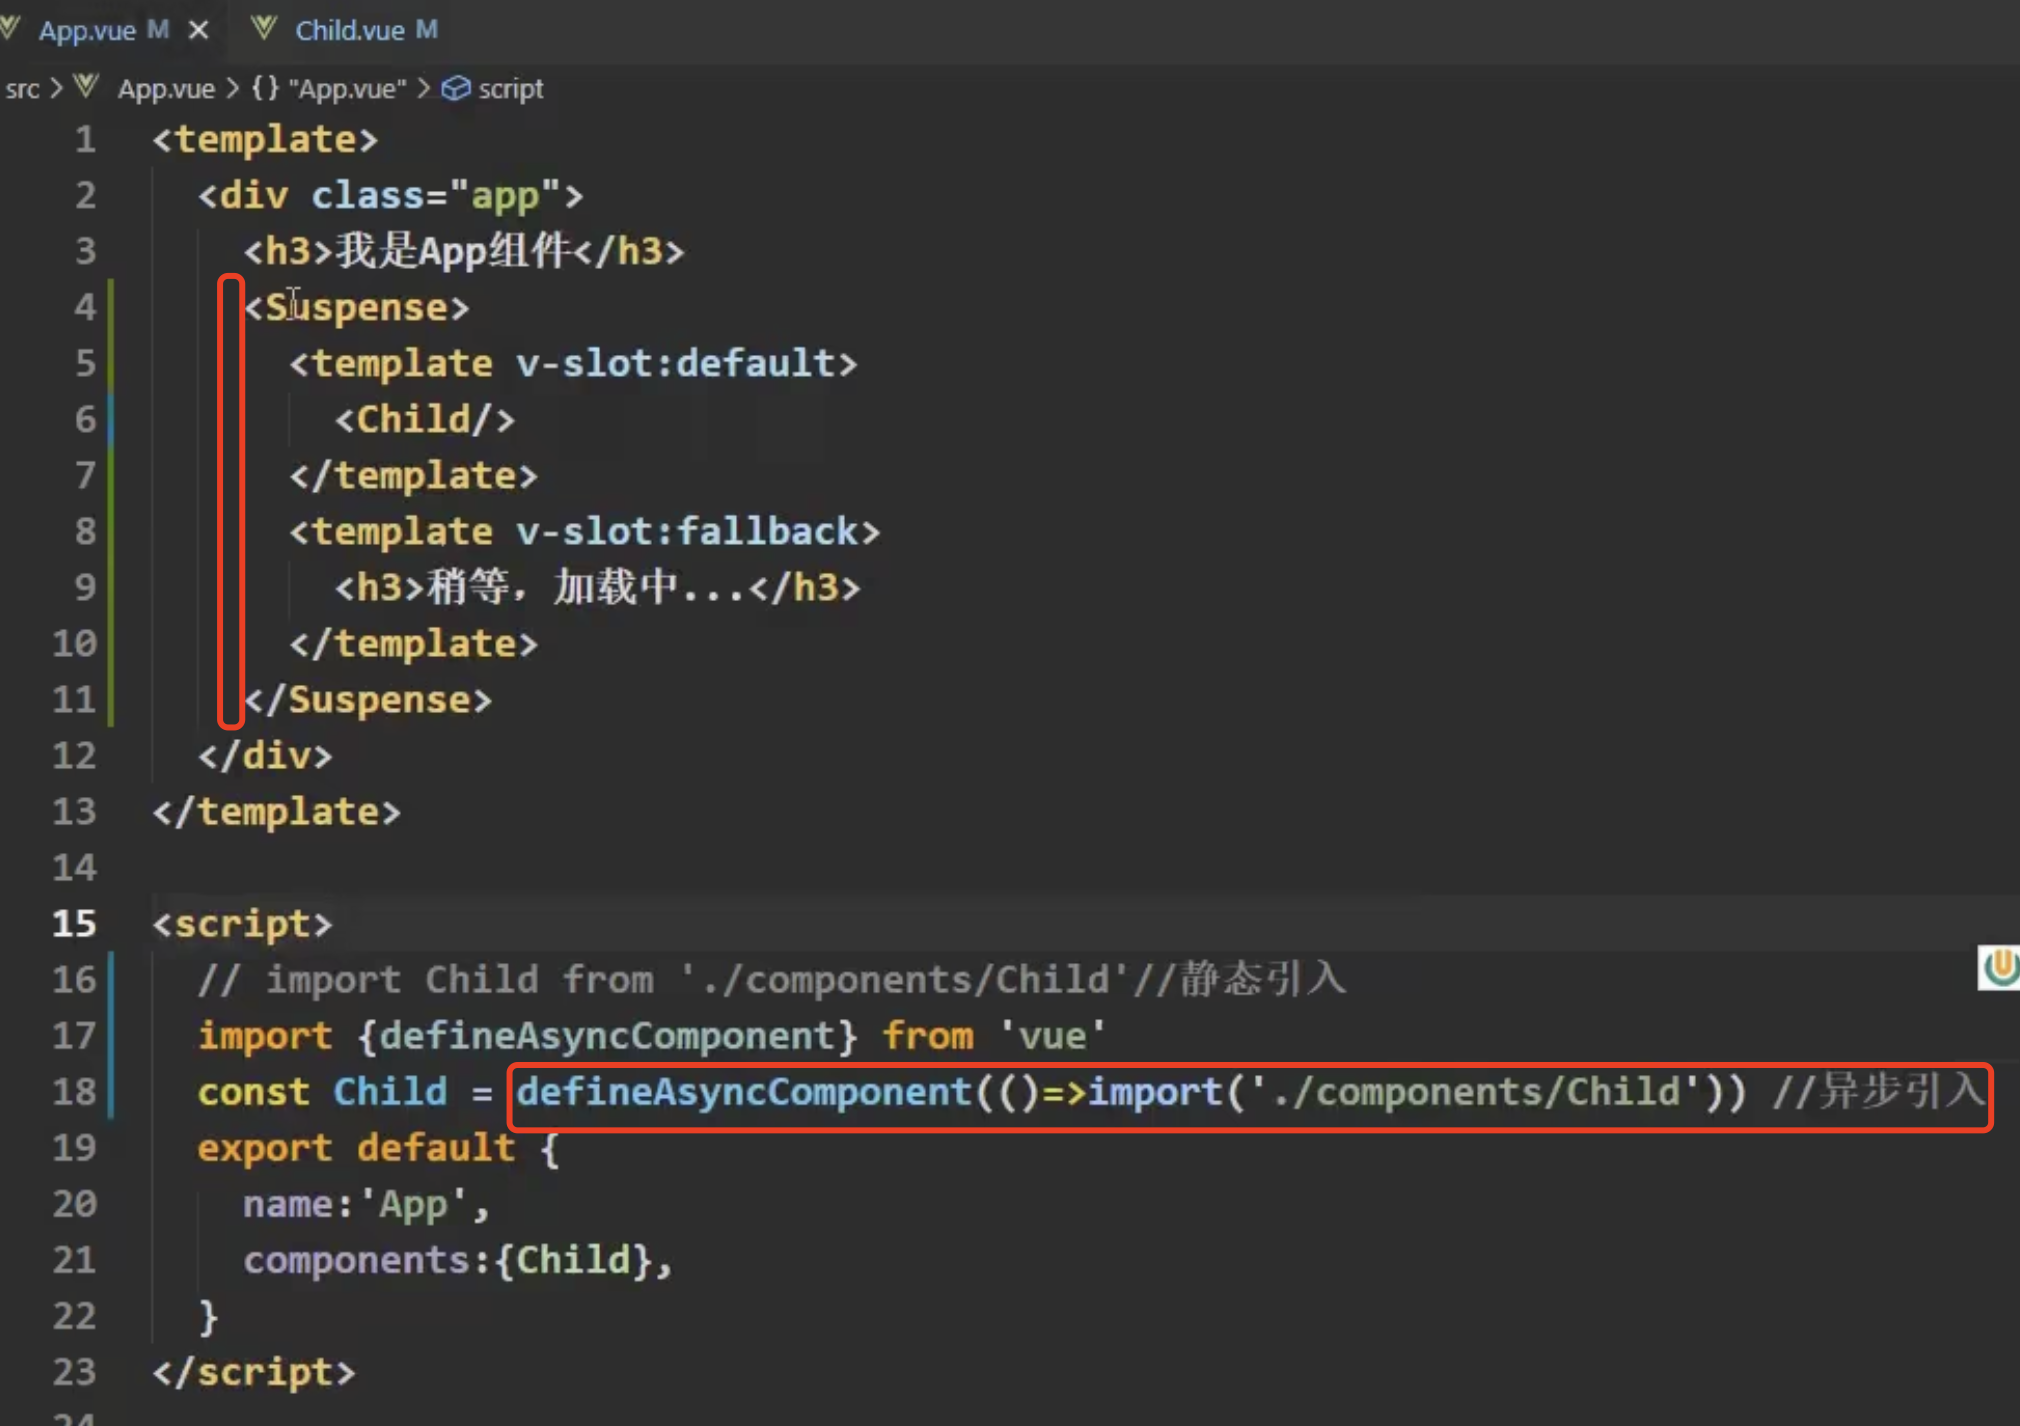 App.vue M × Child.vue M
src > App.vue > {} "App.vue" > script
1 <template>
2 <div class="app">
3 <h3>我是App组件</h3>
4 <Suspense>
5 <template v-slot:default>
6 <Child/>
7 </template>
8 <template v-slot:fallback>
9 <h3>稍等，加载中...</h3>
10 </template>
11 </Suspense>
12 </div>
13 </template>
14
15 <script>
16 // import Child from './components/Child'//静态引入
17 import {defineAsyncComponent} from 'vue'
18 const Child = defineAsyncComponent(()=>import('./components/Child')) //异步引入
19 export default {
20 name:'App',
21 components:{Child},
22 }
23 </script>
24